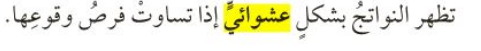 تظهر النواتجُ بشكلٍ عشوائيٍّ إذا تساوتْ فرصُ وقوعِها.